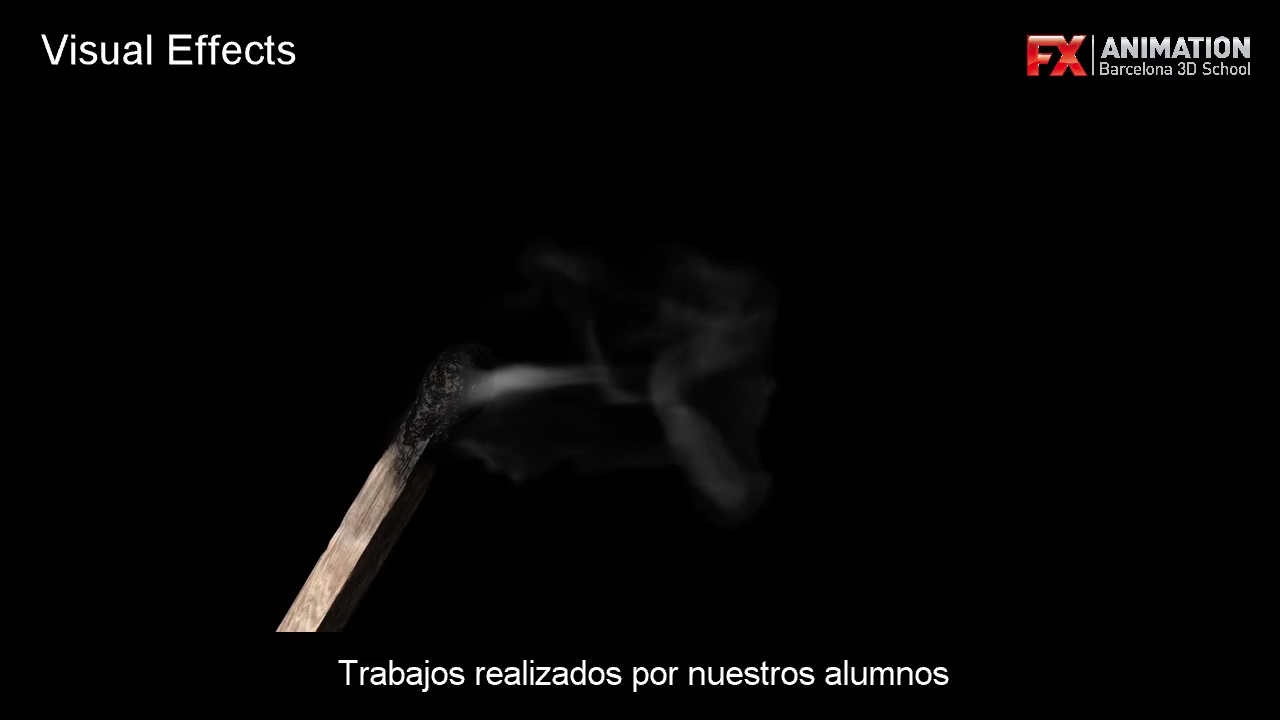 Visual Effects
FX ANIMATION
Barcelona 3D School
Trabajos realizados por nuestros alumnos